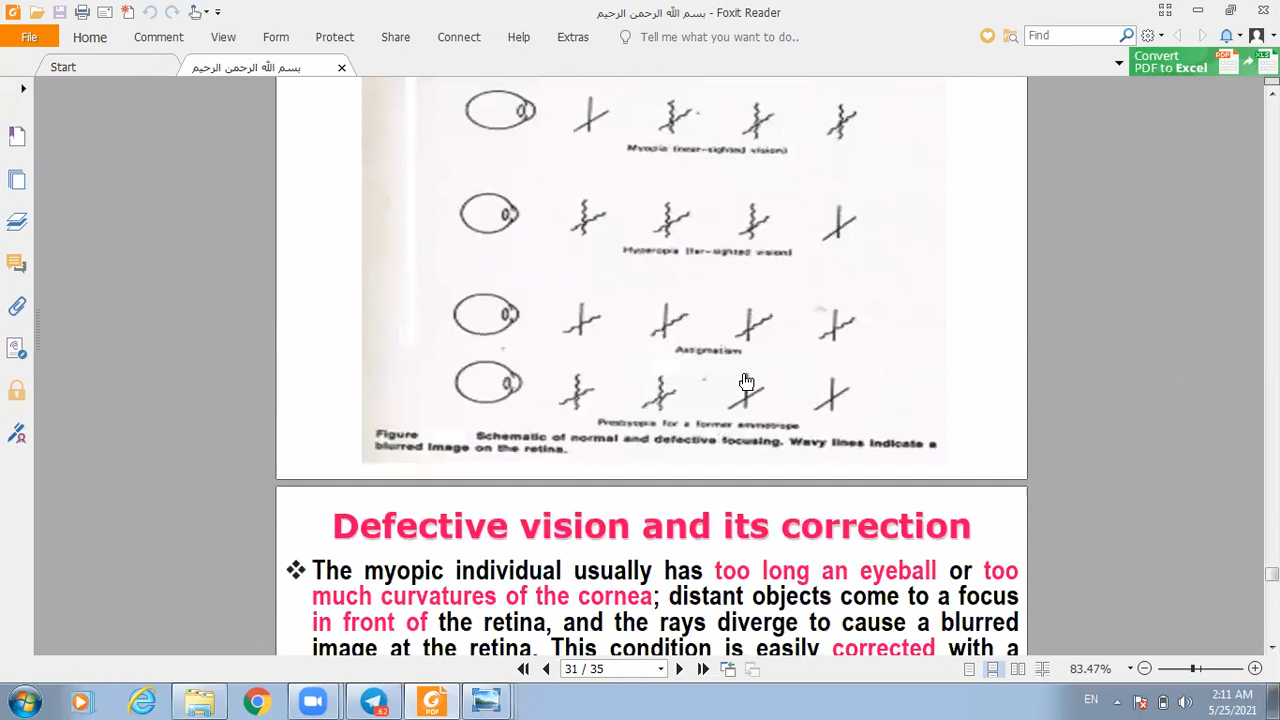 بسم الله الرحمن الرحيم - Foxit Reader
File Home Comment View Form Protect Share Connect Help Extras Tell me what you want to do.. Find
Start بسم الله الرحمن الرحيم
Convert
PDF to Excel
PDF XLS
Myopia (near-sighted vision)
Hyperopia (far-sighted vision)
Presbyopia for a former emmetrope
Figure Schematic of normal and defective focusing. Wavy lines indicate a
blurred image on the retina.
Defective vision and its correction
❖ The myopic individual usually has too long an eyeball or too
much curvatures of the cornea; distant objects come to a focus
in front of the retina, and the rays diverge to cause a blurred
image at the retina. This condition is easily corrected with a
31 / 35 83.47%
62 PDF EN 2:11 AM
5/25/2021